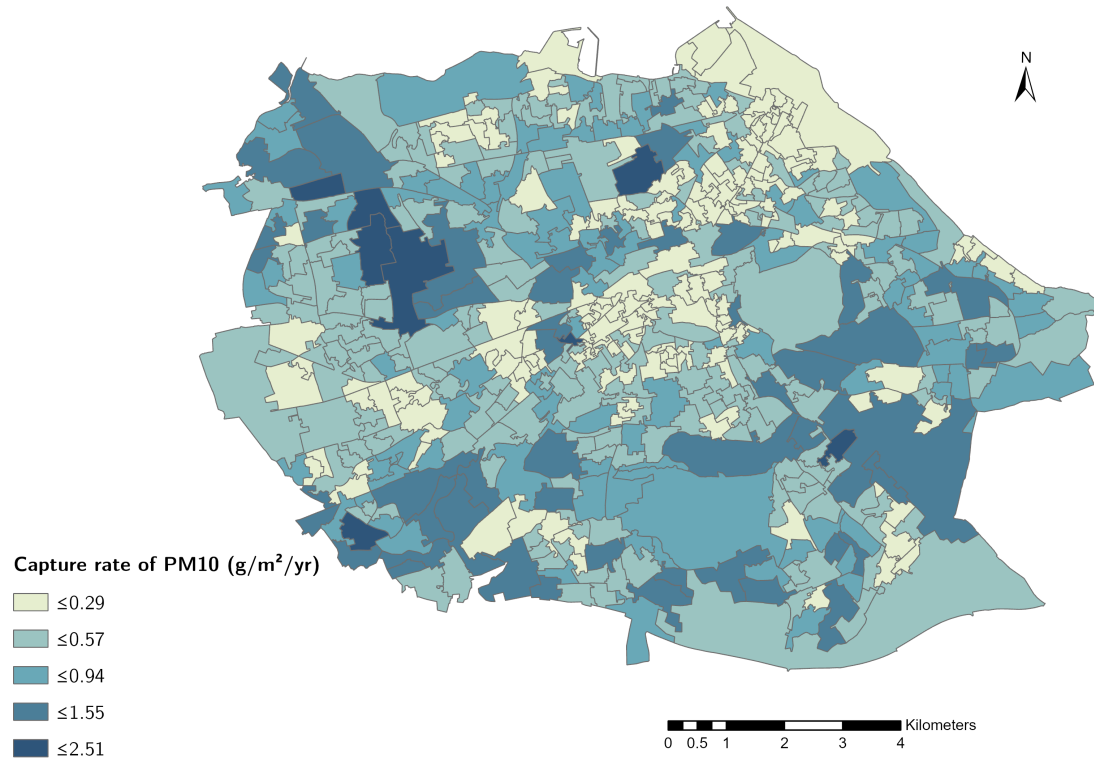 N
Capture rate of PM10 (g/m²/yr)
≤0.29
≤0.57
≤0.94
≤1.55
≤2.51
Kilometers
0 0.5 1 2 3 4